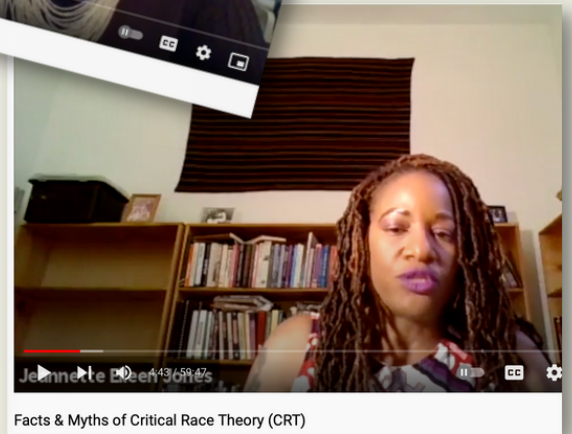 CC
Jeannette Eileen Jones
4:43 / 59:47
CC
Facts & Myths of Critical Race Theory (CRT)